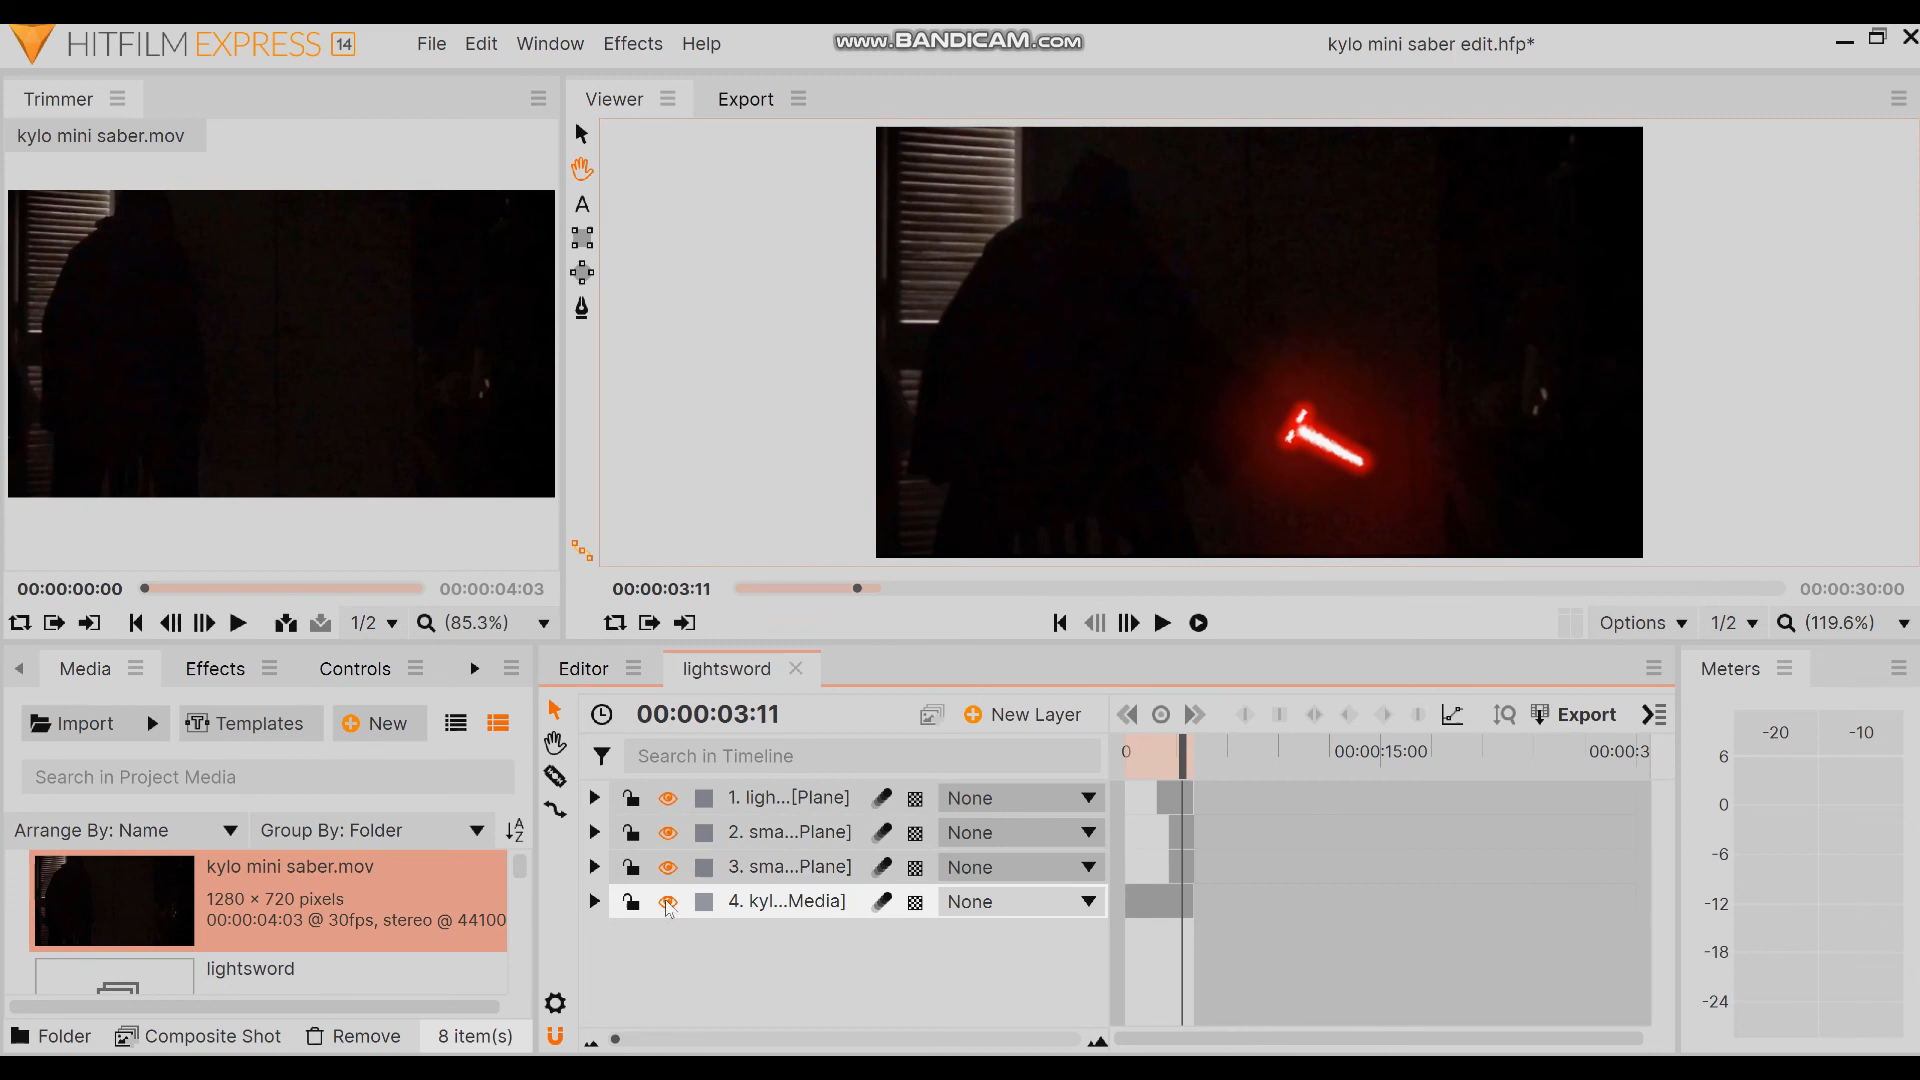 HITFILM EXPRESS 14
File Edit Window Effects Help
www.BANDICAM.com
kylo mini saber edit.hfp*
Trimmer
Viewer
Export
kylo mini saber.mov
00:00:00:00
00:00:04:03
00:00:03:11
00:00:30:00
1/2
(85.3%)
Options
1/2
(119.6%)
Media
Effects
Controls
Editor
lightsword
Meters
Import
Templates
New
00:00:03:11
New Layer
Export
Search in Project Media
Search in Timeline
0
00:00:15:00
00:00:3
Arrange By: Name
Group By: Folder
1. ligh...[Plane]
None
2. sma...Plane]
None
3. sma...Plane]
None
4. kyl...Media]
None
kylo mini saber.mov
1280 × 720 pixels
00:00:04:03 @ 30fps, stereo @ 44100
lightsword
Folder
Composite Shot
Remove
8 item(s)
-20
-10
6
0
-6
-12
-18
-24